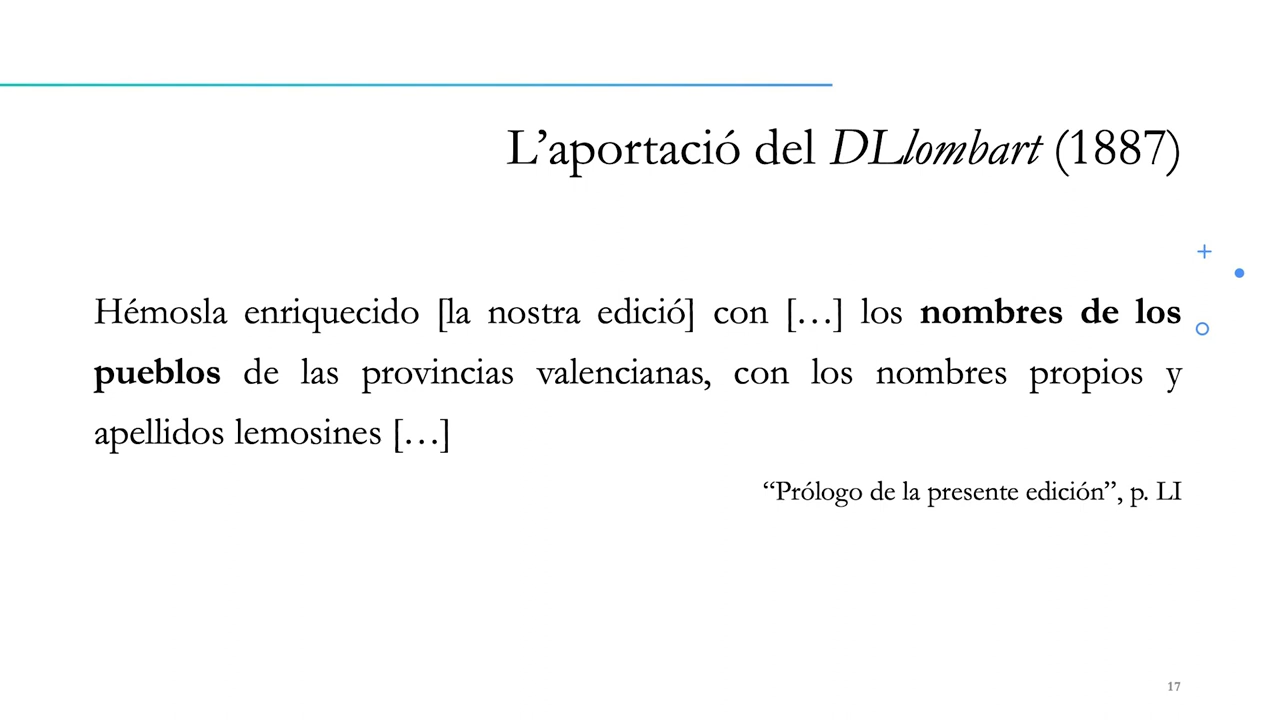 L’aportació del DLlombart (1887)
Hémosla enriquecido [la nostra edició] con […] los nombres de los
pueblos de las provincias valencianas, con los nombres propios y
apellidos lemosines […]
“Prólogo de la presente edición”, p. LI
17